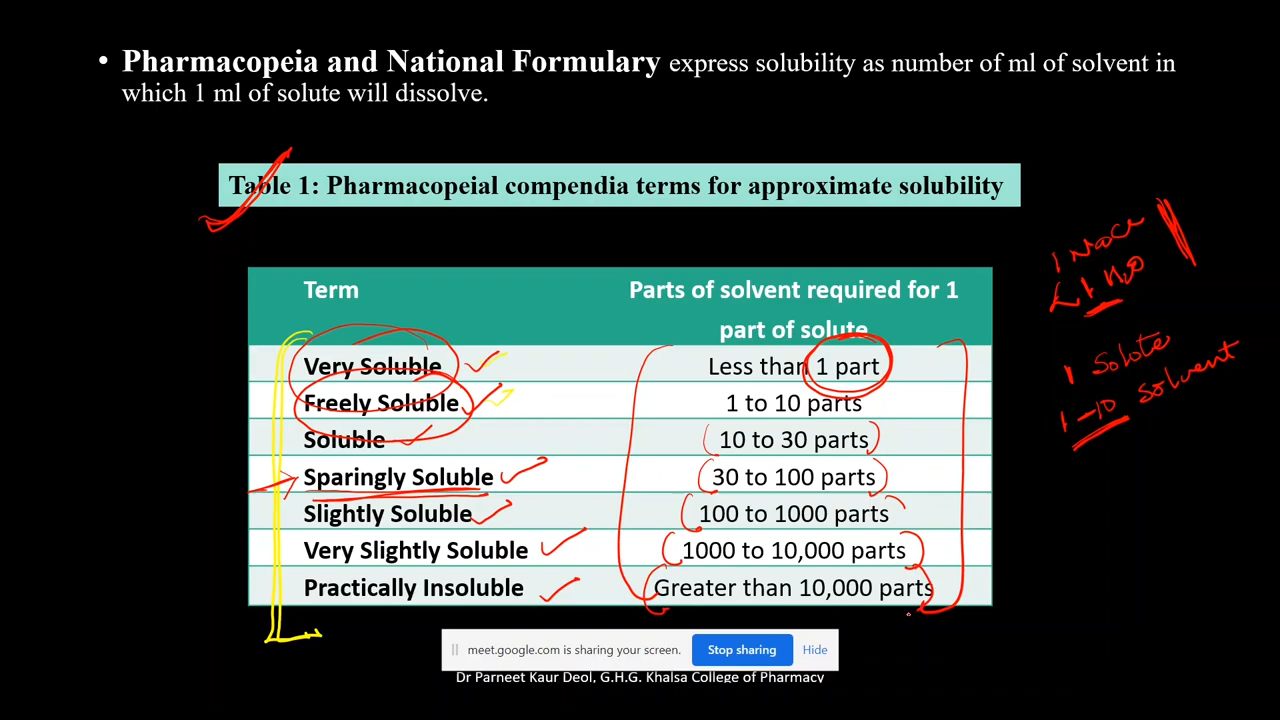 • Pharmacopeia and National Formulary express solubility as number of ml of solvent in
which 1 ml of solute will dissolve.
Table 1: Pharmacopeial compendia terms for approximate solubility
Term Parts of solvent required for 1
part of solute
Very Soluble Less than 1 part
Freely Soluble 1 to 10 parts
Soluble 10 to 30 parts
Sparingly Soluble 30 to 100 parts
Slightly Soluble 100 to 1000 parts
Very Slightly Soluble 1000 to 10,000 parts
Practically Insoluble Greater than 10,000 parts
1 NaCl
<1 H2O
1 Solute
1-10 Solvent
meet.google.com is sharing your screen. Stop sharing Hide
Dr Parneet Kaur Deol, G.H.G. Khalsa College of Pharmacy